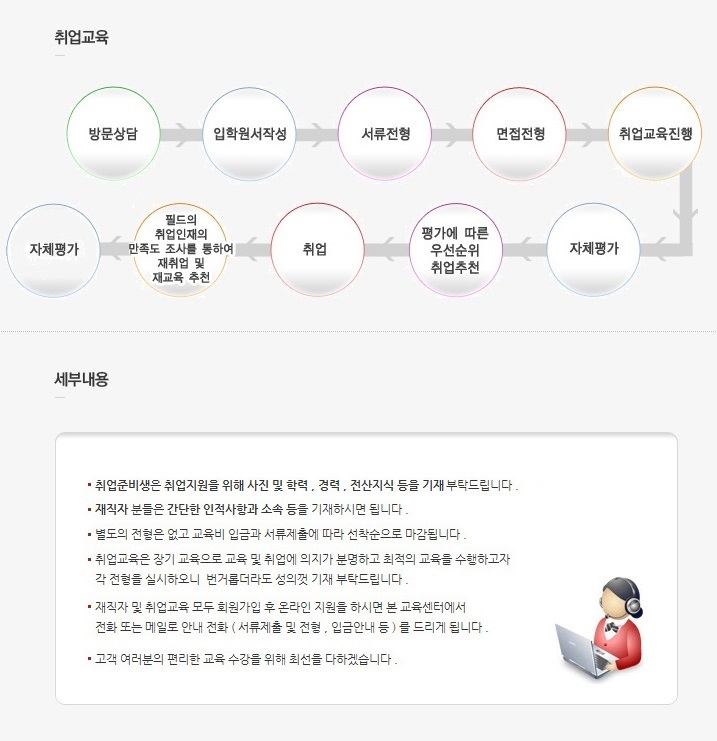 취업교육
방문상담
입학원서작성
서류전형
면접전형
취업교육진행
자체평가
평가에 따른
우선순위
취업추천
취업
필드의
취업인재의
만족도 조사를 통하여
재취업 및
재교육 추천
자체평가
세부내용
취업준비생은 취업지원을 위해 사진 및 학력 , 경력 , 전산지식 등을 기재 부탁드립니다 .
재직자 분들은 간단한 인적사항과 소속 등을 기재하시면 됩니다 .
별도의 전형은 없고 교육비 입금과 서류제출에 따라 선착순으로 마감됩니다 .
취업교육은 장기 교육으로 교육 및 취업에 의지가 분명하고 최적의 교육을 수행하고자
각 전형을 실시하오니 번거롭더라도 성의껏 기재 부탁드립니다 .
재직자 및 취업교육 모두 회원가입 후 온라인 지원을 하시면 본 교육센터에서
전화 또는 메일로 안내 전화 ( 서류제출 및 전형 , 입금안내 등 ) 를 드리게 됩니다 .
고객 여러분의 편리한 교육 수강을 위해 최선을 다하겠습니다 .